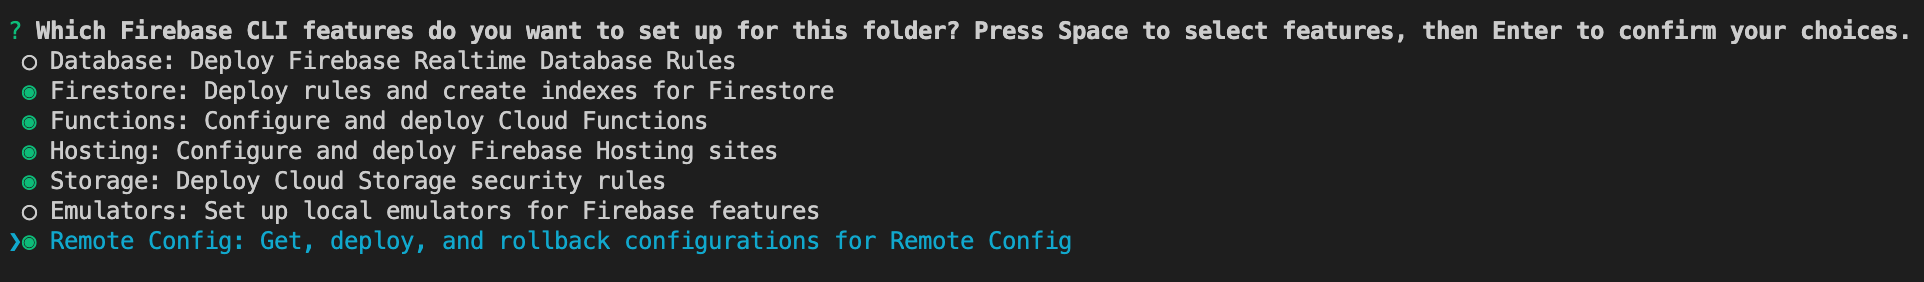 ? Which Firebase CLI features do you want to set up for this folder? Press Space to select features, then Enter to confirm your choices.
◯ Database: Deploy Firebase Realtime Database Rules
◉ Firestore: Deploy rules and create indexes for Firestore
◉ Functions: Configure and deploy Cloud Functions
◉ Hosting: Configure and deploy Firebase Hosting sites
◉ Storage: Deploy Cloud Storage security rules
◯ Emulators: Set up local emulators for Firebase features
❯◉ Remote Config: Get, deploy, and rollback configurations for Remote Config